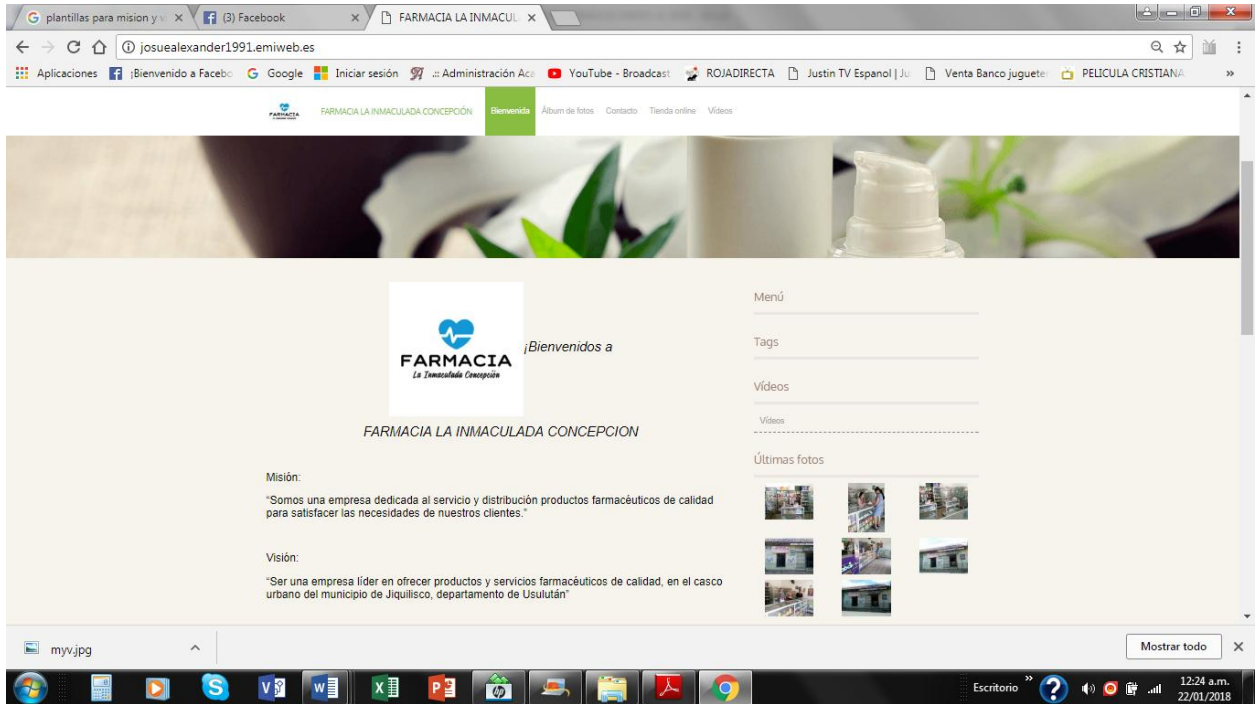 plantillas para mision y v
(3) Facebook
FARMACIA LA INMACUL
josuealexander1991.emiweb.es
Aplicaciones
¡Bienvenido a Facebo
Google
Iniciar sesión
.:: Administración Aca
YouTube - Broadcast
ROJADIRECTA
Justin TV Espanol | Ju
Venta Banco juguete
PELICULA CRISTIANA
FARMACIA
FARMACIA LA INMACULADA CONCEPCIÓN
Bienvenida
Álbum de fotos
Contacto
Tienda online
Vídeos
FARMACIA
La Inmaculada Concepción
¡Bienvenidos a
FARMACIA LA INMACULADA CONCEPCION
Misión:
“Somos una empresa dedicada al servicio y distribución productos farmacéuticos de calidad
para satisfacer las necesidades de nuestros clientes.”
Visión:
“Ser una empresa líder en ofrecer productos y servicios farmacéuticos de calidad, en el casco
urbano del municipio de Jiquilisco, departamento de Usulután”
Menú
Tags
Vídeos
Vídeos
Últimas fotos
myv.jpg
Mostrar todo
Escritorio
12:24 a.m.
22/01/2018